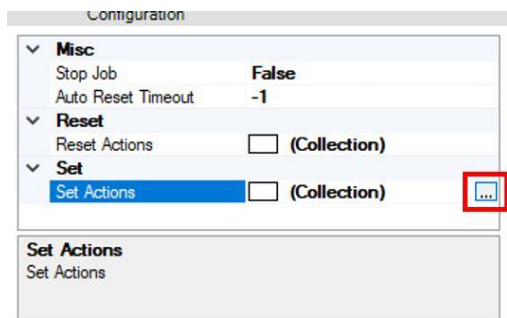 Configuration
Misc
Stop Job False
Auto Reset Timeout -1
Reset
Reset Actions (Collection)
Set
Set Actions (Collection) ...
Set Actions
Set Actions